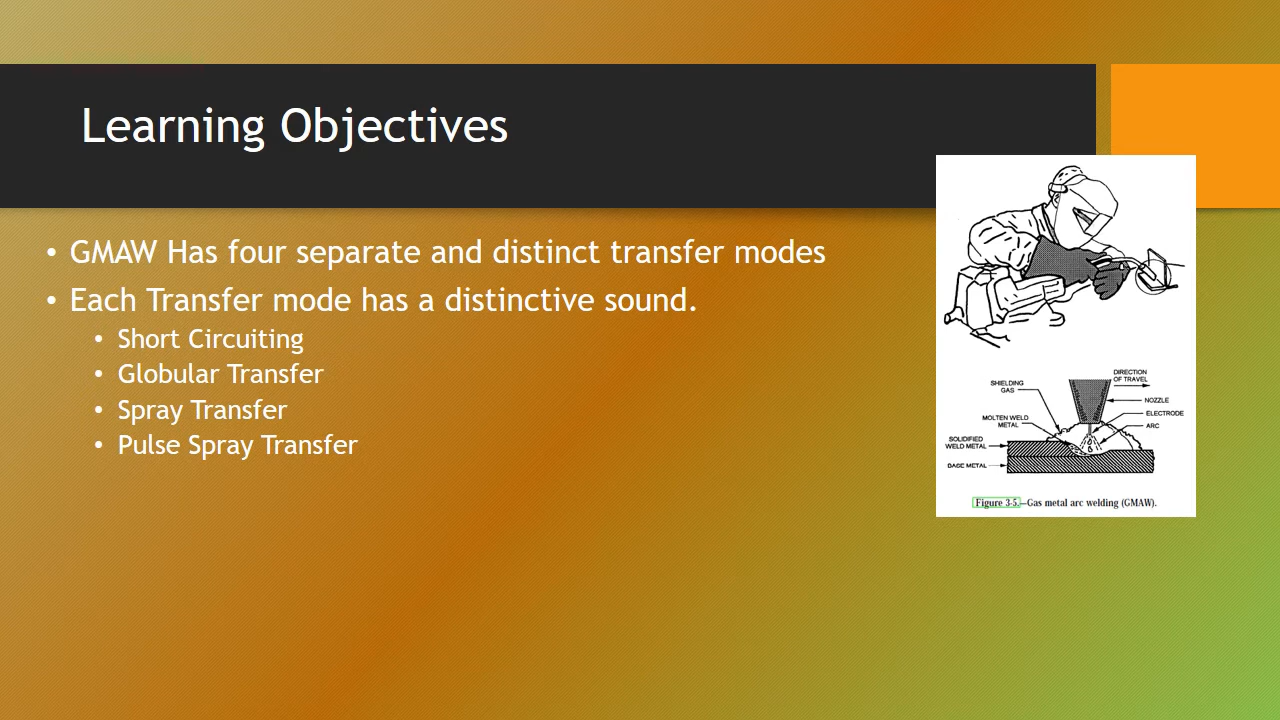 Learning Objectives
• GMAW Has four separate and distinct transfer modes
• Each Transfer mode has a distinctive sound.
• Short Circuiting
• Globular Transfer
• Spray Transfer
• Pulse Spray Transfer
DIRECTION
OF TRAVEL
SHIELDING
GAS
NOZZLE
ELECTRODE
MOLTEN WELD
METAL
ARC
SOLIDIFIED
WELD METAL
BASE METAL
Figure 3-5.—Gas metal arc welding (GMAW).